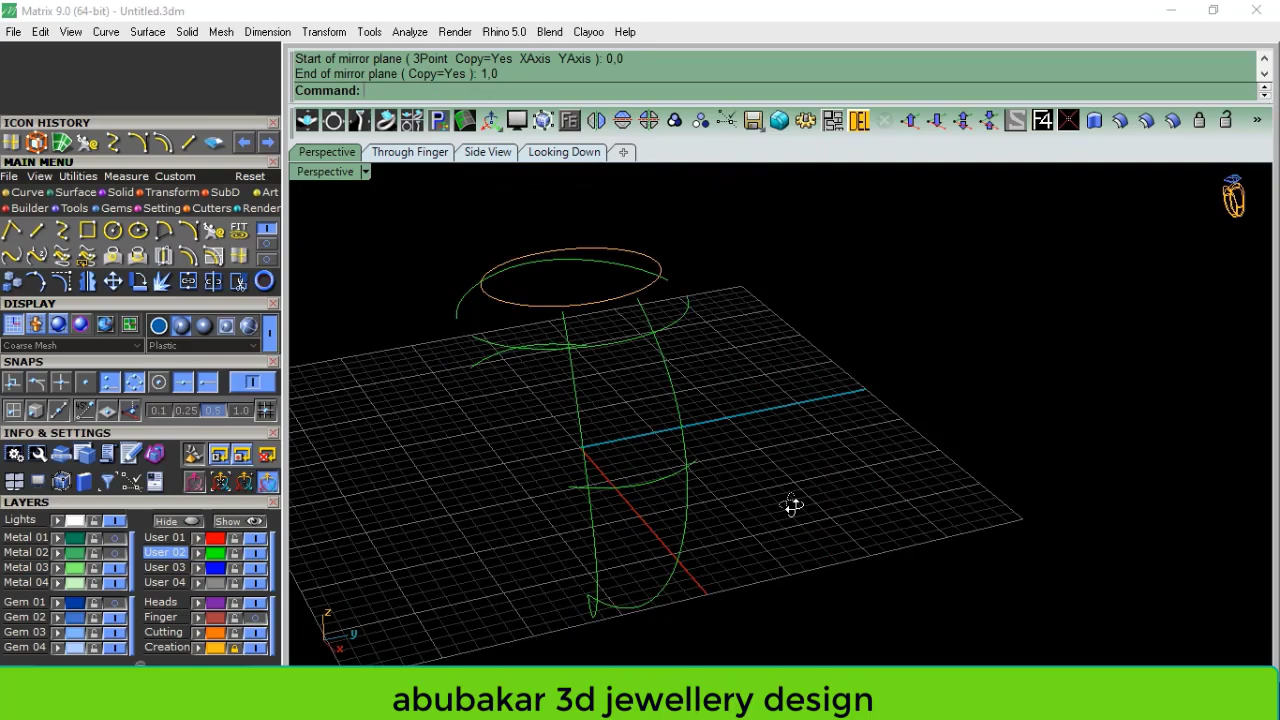 Matrix 9.0 (64-bit) - Untitled.3dm
File Edit View Curve Surface Solid Mesh Dimension Transform Tools Analyze Render Rhino 5.0 Blend Clayoo Help
Start of mirror plane ( 3Point Copy=Yes XAxis YAxis ): 0,0
End of mirror plane ( Copy=Yes ): 1,0
Command:
ICON HISTORY
MAIN MENU
File View Utilities Measure Custom Reset
Curve Surface Solid Transform SubD Art
Builder Tools Gems Setting Cutters Render
FIT
DISPLAY
Coarse Mesh Plastic
SNAPS
0.1 0.25 0.5 1.0
INFO & SETTINGS
LAYERS
Lights Hide Show
Metal 01 User 01
Metal 02 User 02
Metal 03 User 03
Metal 04 User 04
Gem 01 Heads
Gem 02 Finger
Gem 03 Cutting
Gem 04 Creation
P FE DEL S F4
Perspective Through Finger Side View Looking Down
Perspective
z
y
x
abubakar 3d jewellery design